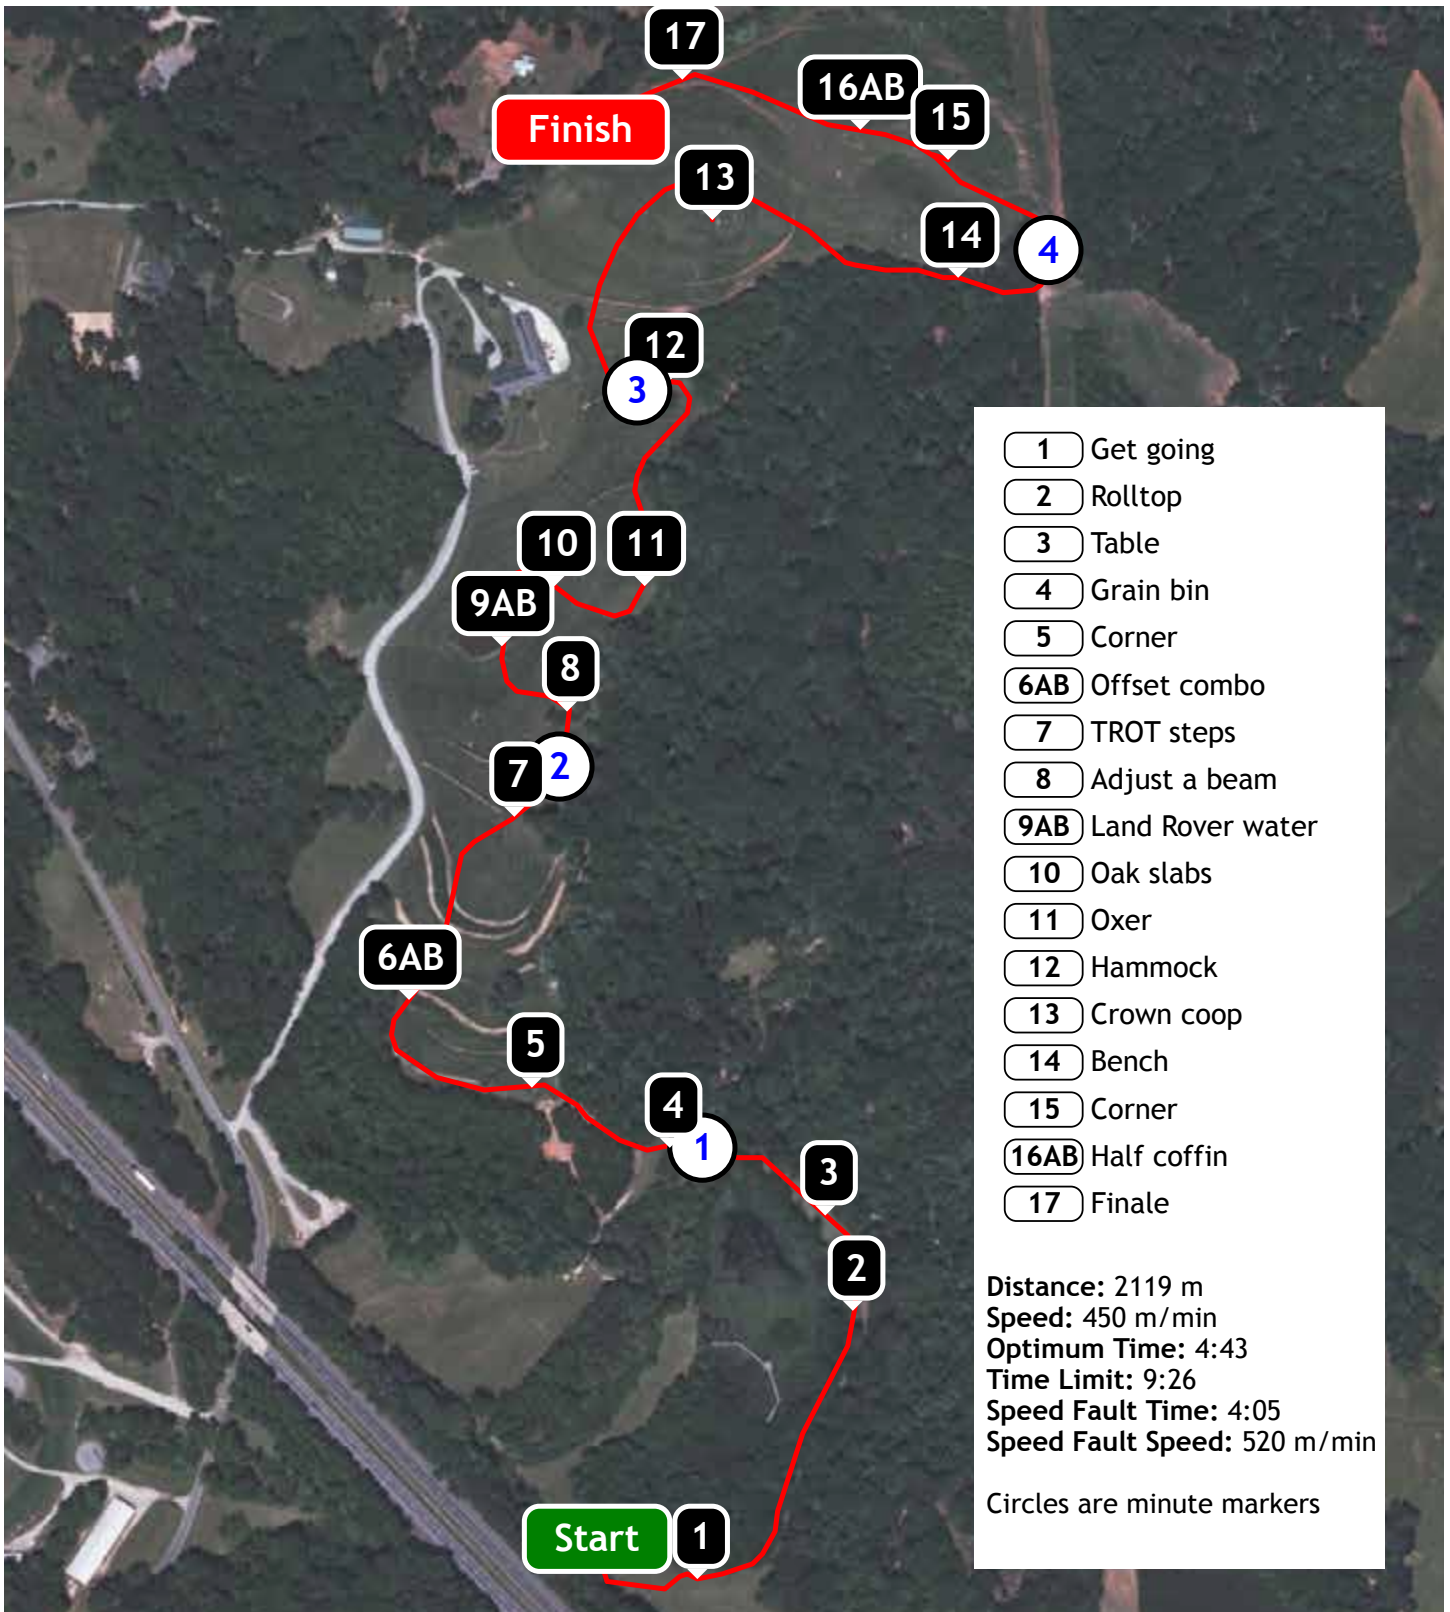 17
16AB
15
Finish
13
14
4
12
3
10
11
9AB
8
7
2
6AB
5
4
1
3
2
Start
1
1 Get going
2 Rolltop
3 Table
4 Grain bin
5 Corner
6AB Offset combo
7 TROT steps
8 Adjust a beam
9AB Land Rover water
10 Oak slabs
11 Oxer
12 Hammock
13 Crown coop
14 Bench
15 Corner
16AB Half coffin
17 Finale
Distance: 2119 m
Speed: 450 m/min
Optimum Time: 4:43
Time Limit: 9:26
Speed Fault Time: 4:05
Speed Fault Speed: 520 m/min
Circles are minute markers